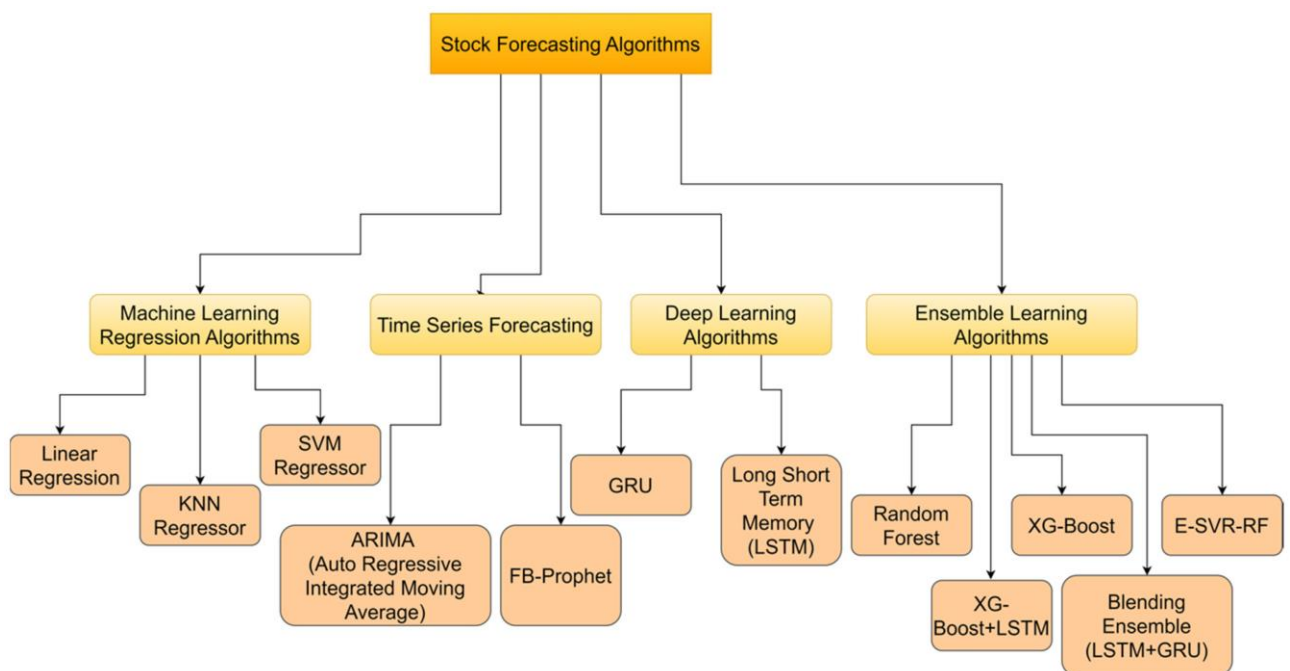 Stock Forecasting Algorithms
Machine Learning
Regression Algorithms
Time Series Forecasting
Deep Learning
Algorithms
Ensemble Learning
Algorithms
Linear
Regression
KNN
Regressor
SVM
Regressor
ARIMA
(Auto Regressive
Integrated Moving
Average)
FB-Prophet
GRU
Long Short
Term
Memory
(LSTM)
Random
Forest
XG-
Boost+LSTM
XG-Boost
Blending
Ensemble
(LSTM+GRU)
E-SVR-RF